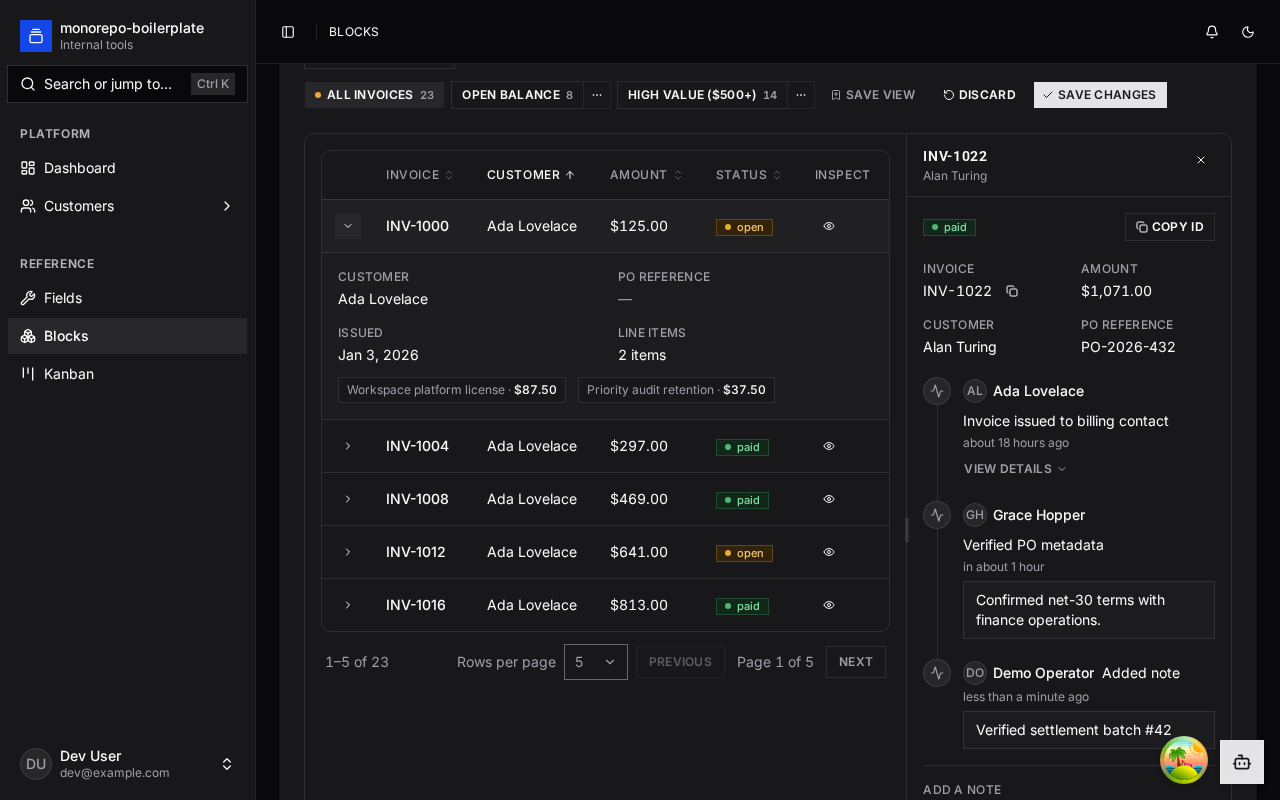 monorepo-boilerplate
Internal tools
Search or jump to...
Ctrl K
PLATFORM
Dashboard
Customers
REFERENCE
Fields
Blocks
Kanban
DU
Dev User
dev@example.com
BLOCKS
ALL INVOICES 23
OPEN BALANCE 8
HIGH VALUE ($500+) 14
SAVE VIEW
DISCARD
SAVE CHANGES
INVOICE CUSTOMER AMOUNT STATUS INSPECT
INV-1000 Ada Lovelace $125.00 open
CUSTOMER PO REFERENCE
Ada Lovelace —
ISSUED LINE ITEMS
Jan 3, 2026 2 items
Workspace platform license · $87.50 Priority audit retention · $37.50
INV-1004 Ada Lovelace $297.00 paid
INV-1008 Ada Lovelace $469.00 paid
INV-1012 Ada Lovelace $641.00 open
INV-1016 Ada Lovelace $813.00 paid
1–5 of 23 Rows per page 5 PREVIOUS Page 1 of 5 NEXT
INV-1022
Alan Turing
paid COPY ID
INVOICE AMOUNT
INV-1022 $1,071.00
CUSTOMER PO REFERENCE
Alan Turing PO-2026-432
AL Ada Lovelace
Invoice issued to billing contact
about 18 hours ago
VIEW DETAILS
GH Grace Hopper
Verified PO metadata
in about 1 hour
Confirmed net-30 terms with
finance operations.
DO Demo Operator Added note
less than a minute ago
Verified settlement batch #42
ADD A NOTE